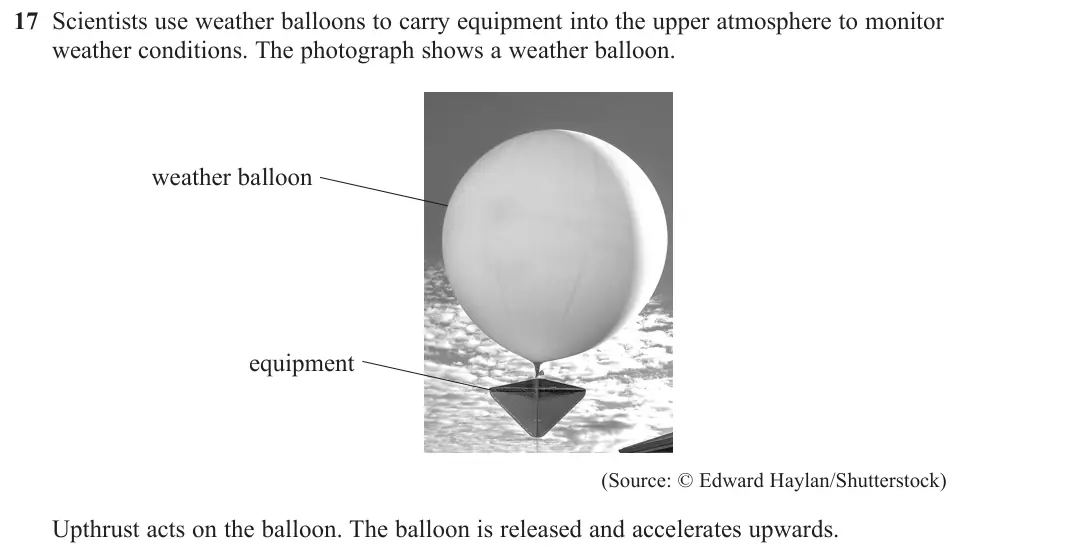 17 Scientists use weather balloons to carry equipment into the upper atmosphere to monitor
weather conditions. The photograph shows a weather balloon.
weather balloon
equipment
(Source: © Edward Haylan/Shutterstock)
Upthrust acts on the balloon. The balloon is released and accelerates upwards.